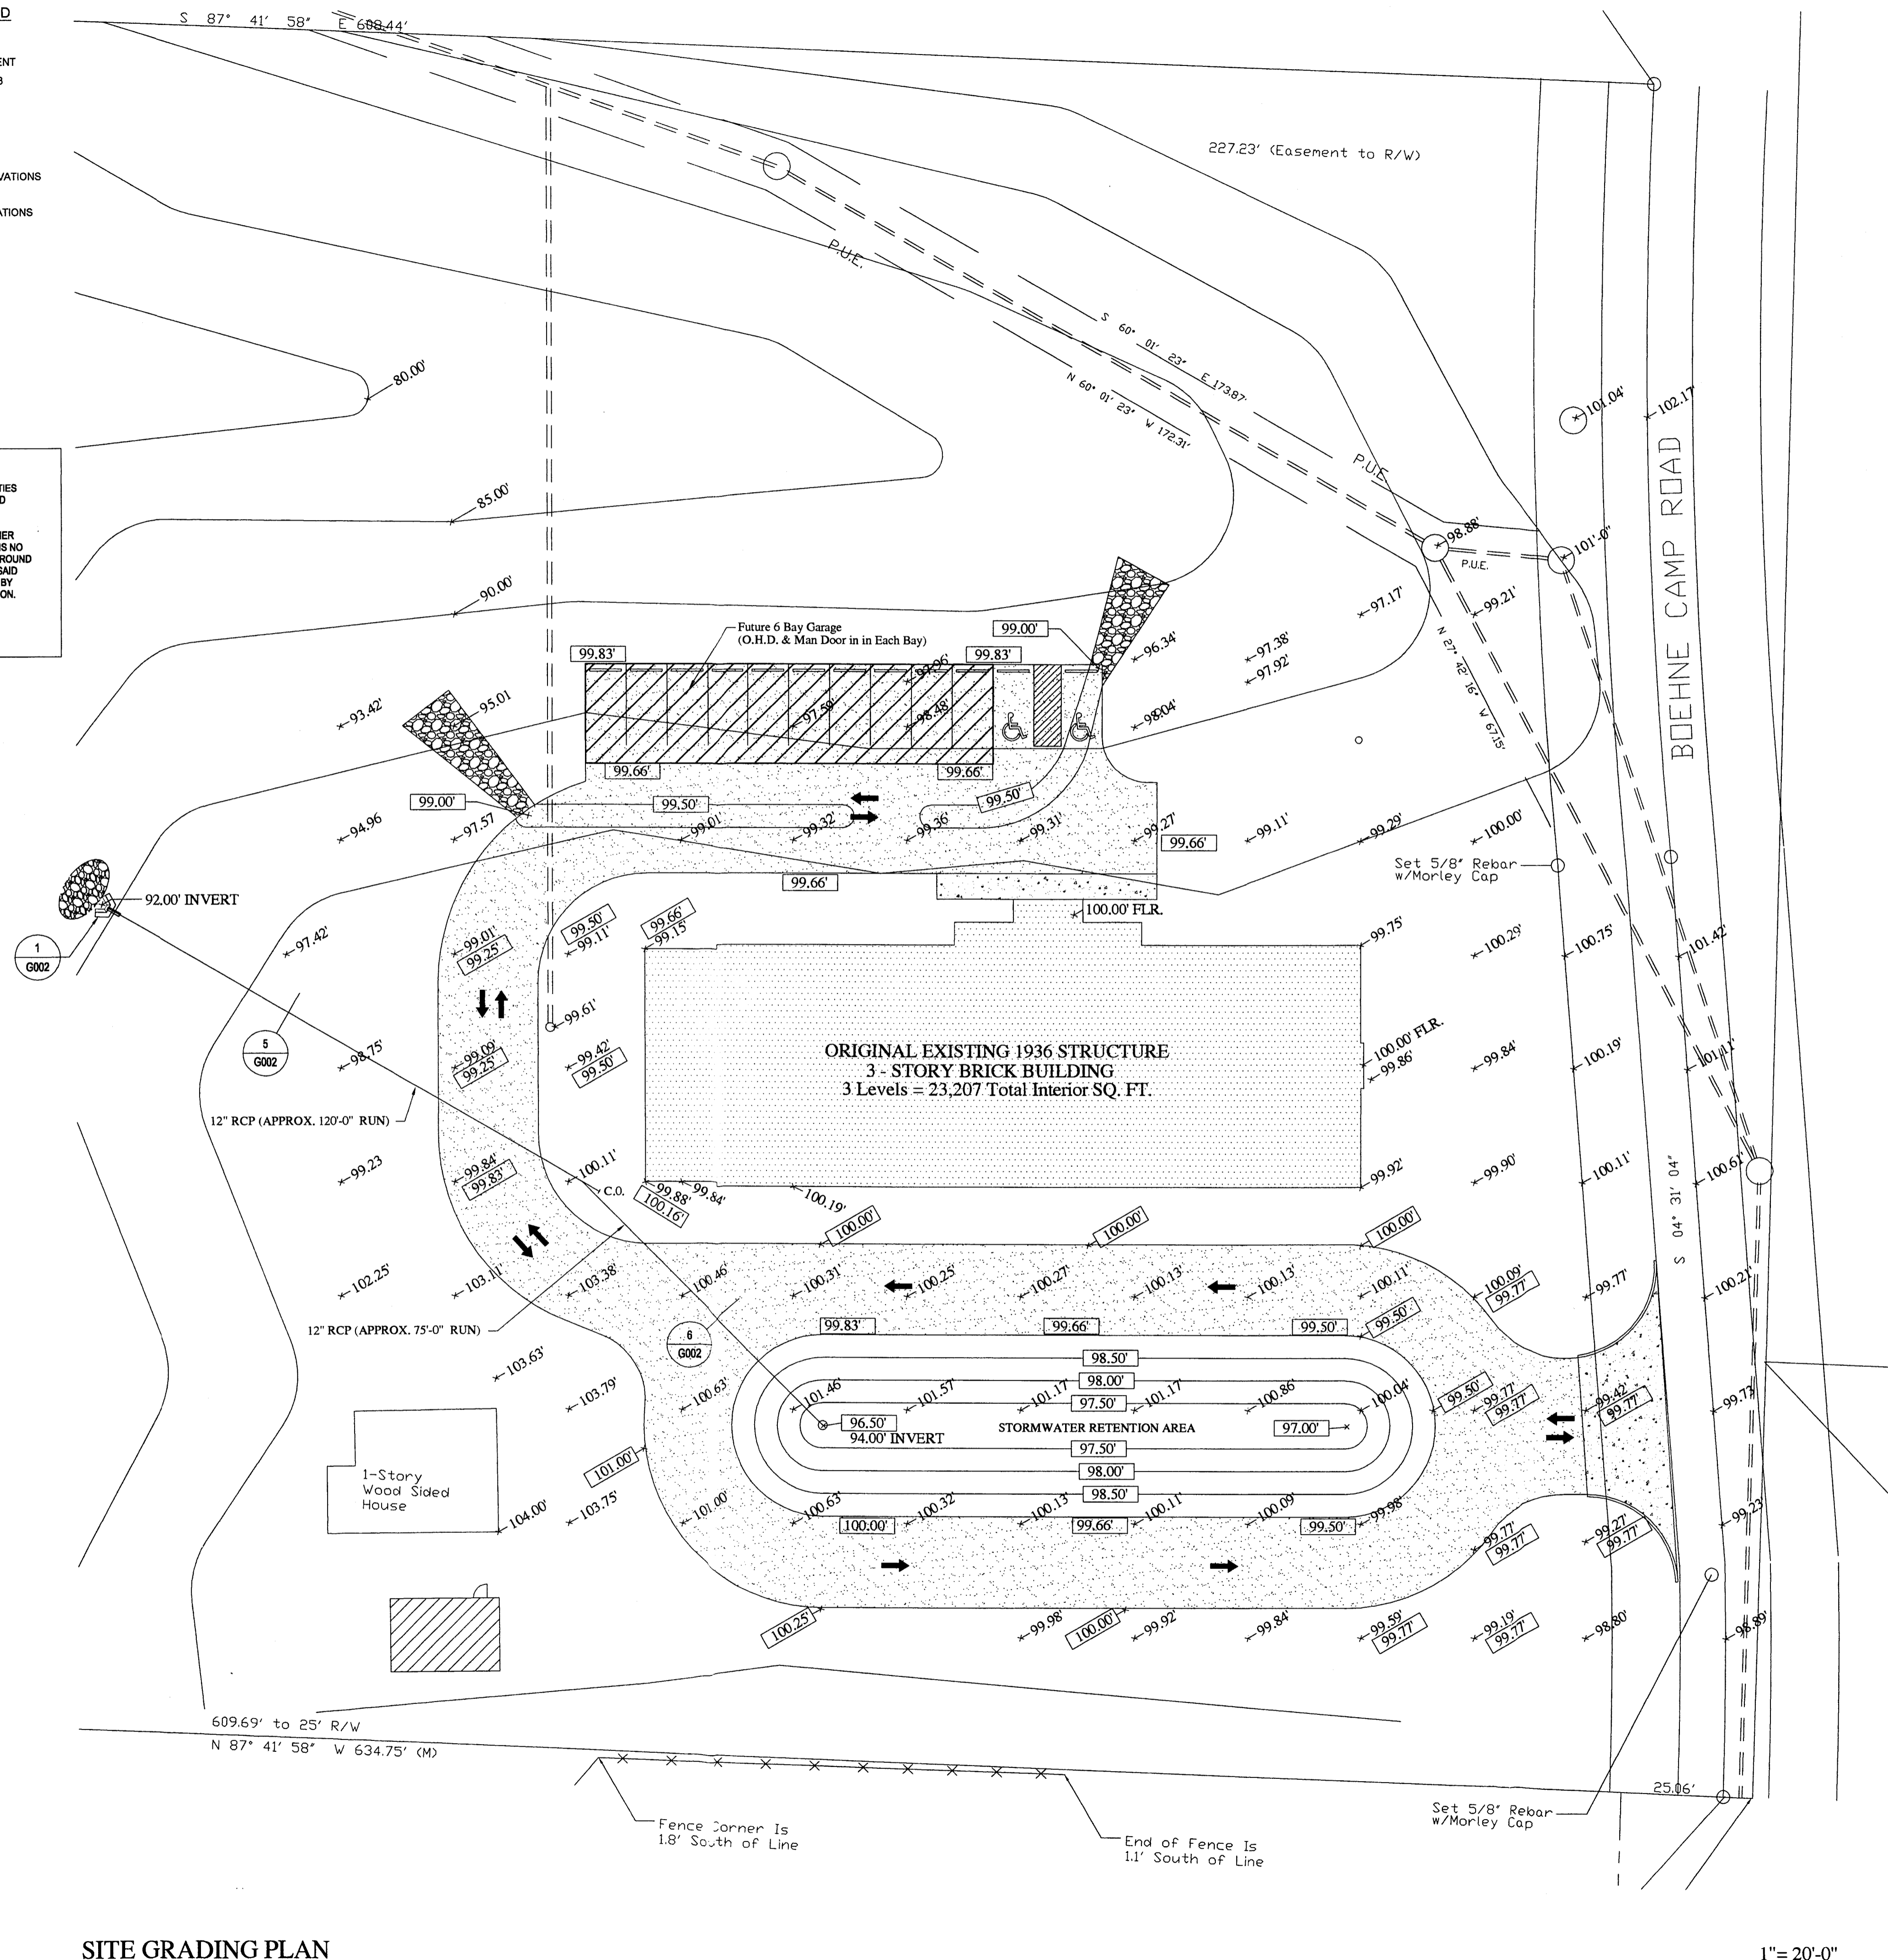 D
S 87° 41' 58" E 608.44'
ENT
227.23' (Easement to R/W)
VATIONS
ATIONS
P.U.E.
S 60° 01' 23" E 173.87'
N 60° 01' 23" W 172.31'
80.00'
101.04'
102.17'
BOEHNE CAMP ROAD
P.U.E
TIES
D
85.00'
HER
IS NO
ROUND
SAID
BY
ON.
98.88'
101'-0"
P.U.E.
90.00'
97.17'
99.21'
Future 6 Bay Garage
(O.H.D. & Man Door in in Each Bay)
99.00'
99.83'
97.96'
99.83'
96.34'
97.38'
97.92'
N 27° 42' 16" W 67.15'
93.42'
95.01
97.59'
98.48'
98.04'
99.66'
99.66'
99.00'
99.50'
99.50'
94.96
97.57
99.01'
99.32'
99.36'
99.31'
99.27'
99.66'
99.11'
99.29'
100.00'
Set 5/8" Rebar
w/Morley Cap
99.66'
92.00' INVERT
100.00' FLR.
1
G002
97.42'
99.01'
99.25'
99.50'
99.11'
99.66'
99.15'
99.75'
100.29'
100.75'
101.42'
99.61'
5
G002
98.75'
99.09'
99.25'
99.42'
99.50'
ORIGINAL EXISTING 1936 STRUCTURE
3 - STORY BRICK BUILDING
3 Levels = 23,207 Total Interior SQ. FT.
100.00' FLR.
99.86'
99.84'
100.19'
101.11'
12" RCP (APPROX. 120'-0" RUN)
99.23
99.84'
99.83'
100.11'
C.O.
99.88'
100.16'
99.84'
100.19'
99.92'
99.90'
100.11'
100.61'
S 04° 31' 04"
100.00'
100.00'
100.00'
102.25'
103.11'
103.38'
100.46'
100.31'
100.25'
100.27'
100.13'
100.13'
100.11'
100.09'
99.77'
99.77'
100.21'
12" RCP (APPROX. 75'-0" RUN)
6
G002
99.83'
99.66'
99.50'
99.50'
103.63'
98.50'
98.00'
97.50'
103.79'
100.63'
101.46'
101.57'
101.17'
101.17'
100.86'
100.04'
99.50'
99.77'
99.77'
99.42'
99.77'
99.73'
96.50'
94.00' INVERT
STORMWATER RETENTION AREA
97.00'
97.50'
98.00'
98.50'
101.00'
1-Story
Wood Sided
House
104.00'
103.75'
101.00'
100.63'
100.32'
100.13'
100.11'
100.09'
99.98'
100.00'
99.66'
99.50'
99.77'
99.77'
99.27'
99.77'
99.23'
100.25'
99.98'
100.00'
99.92'
99.84'
99.59'
99.77'
99.19'
99.77'
98.80'
98.89'
609.69' to 25' R/W
N 87° 41' 58" W 634.75' (M)
25.06'
Set 5/8" Rebar
w/Morley Cap
Fence Corner Is
1.8' South of Line
End of Fence Is
1.1' South of Line
SITE GRADING PLAN
1"= 20'-0"